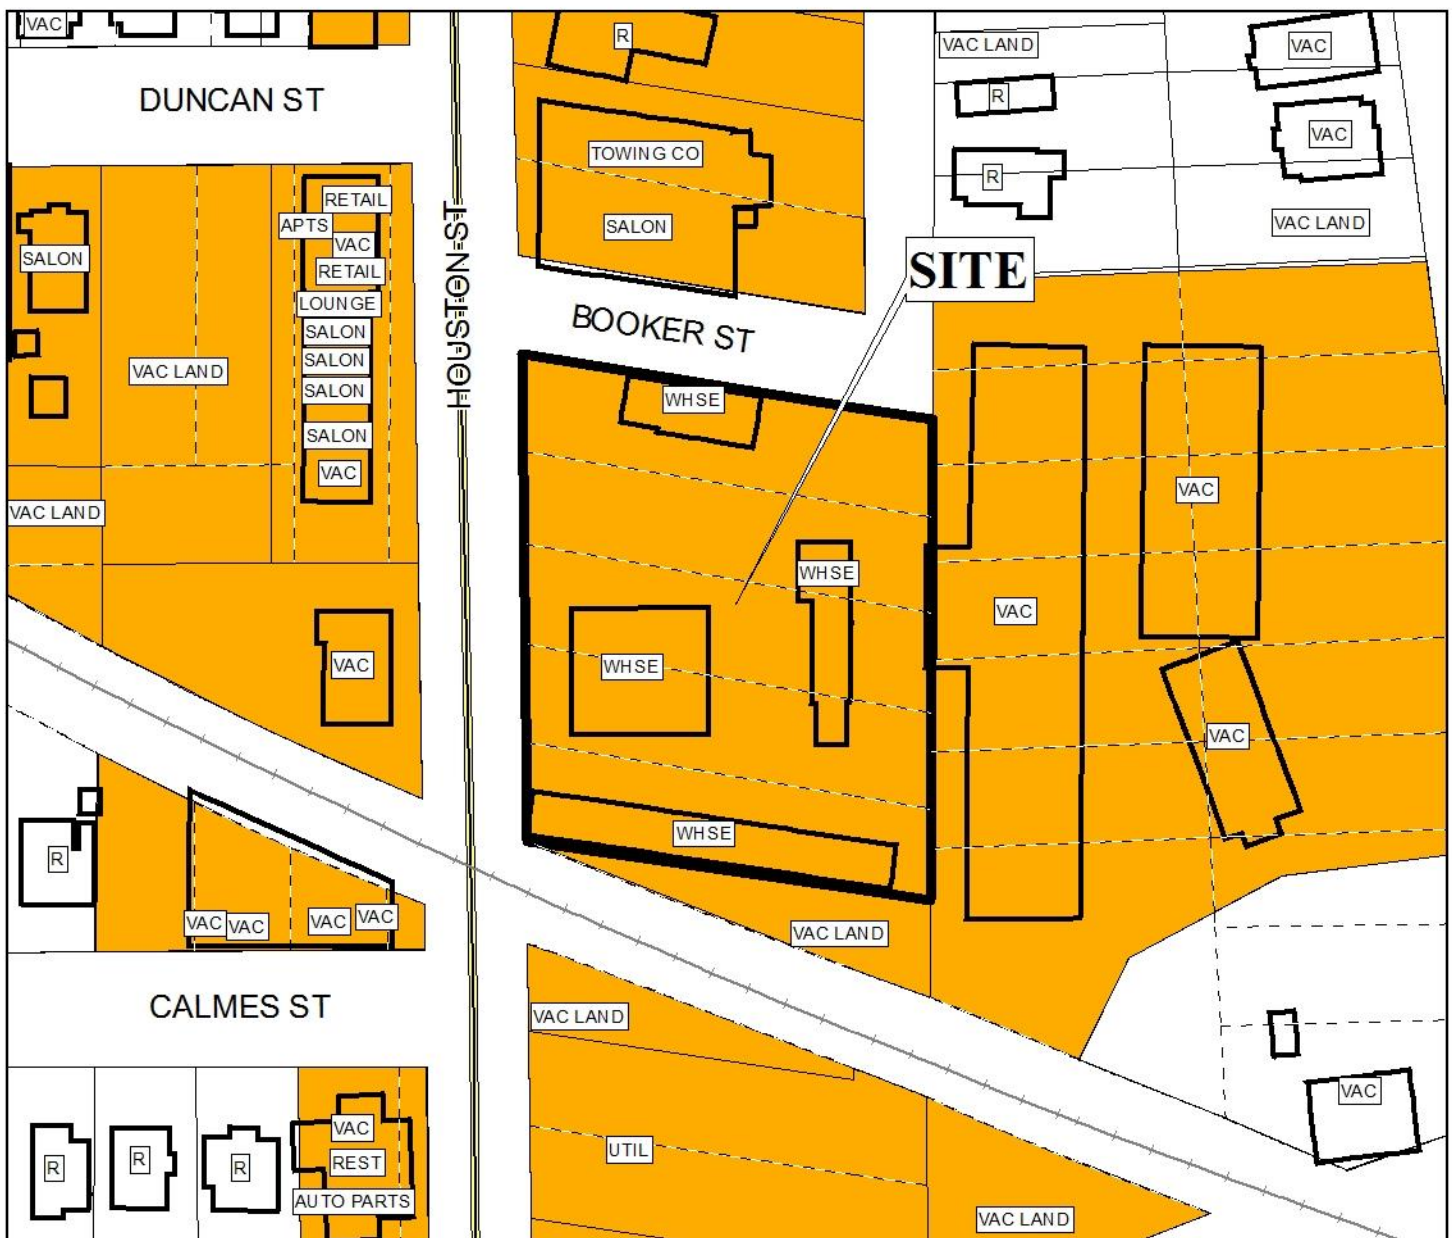 VAC
R
VAC LAND
VAC
DUNCAN ST
R
VAC
TOWING CO
R
RETAIL
APTS
SALON
VAC LAND
VAC
SALON
RETAIL
SITE
LOUNGE
HOUSTON ST
BOOKER ST
SALON
SALON
VAC LAND
SALON
WHSE
SALON
VAC
VAC
VAC LAND
WHSE
VAC
VAC
WHSE
VAC
WHSE
R
VAC
VAC
VAC
VAC
VAC LAND
CALMES ST
VAC LAND
VAC
VAC
R
R
R
REST
UTIL
AUTO PARTS
VAC LAND